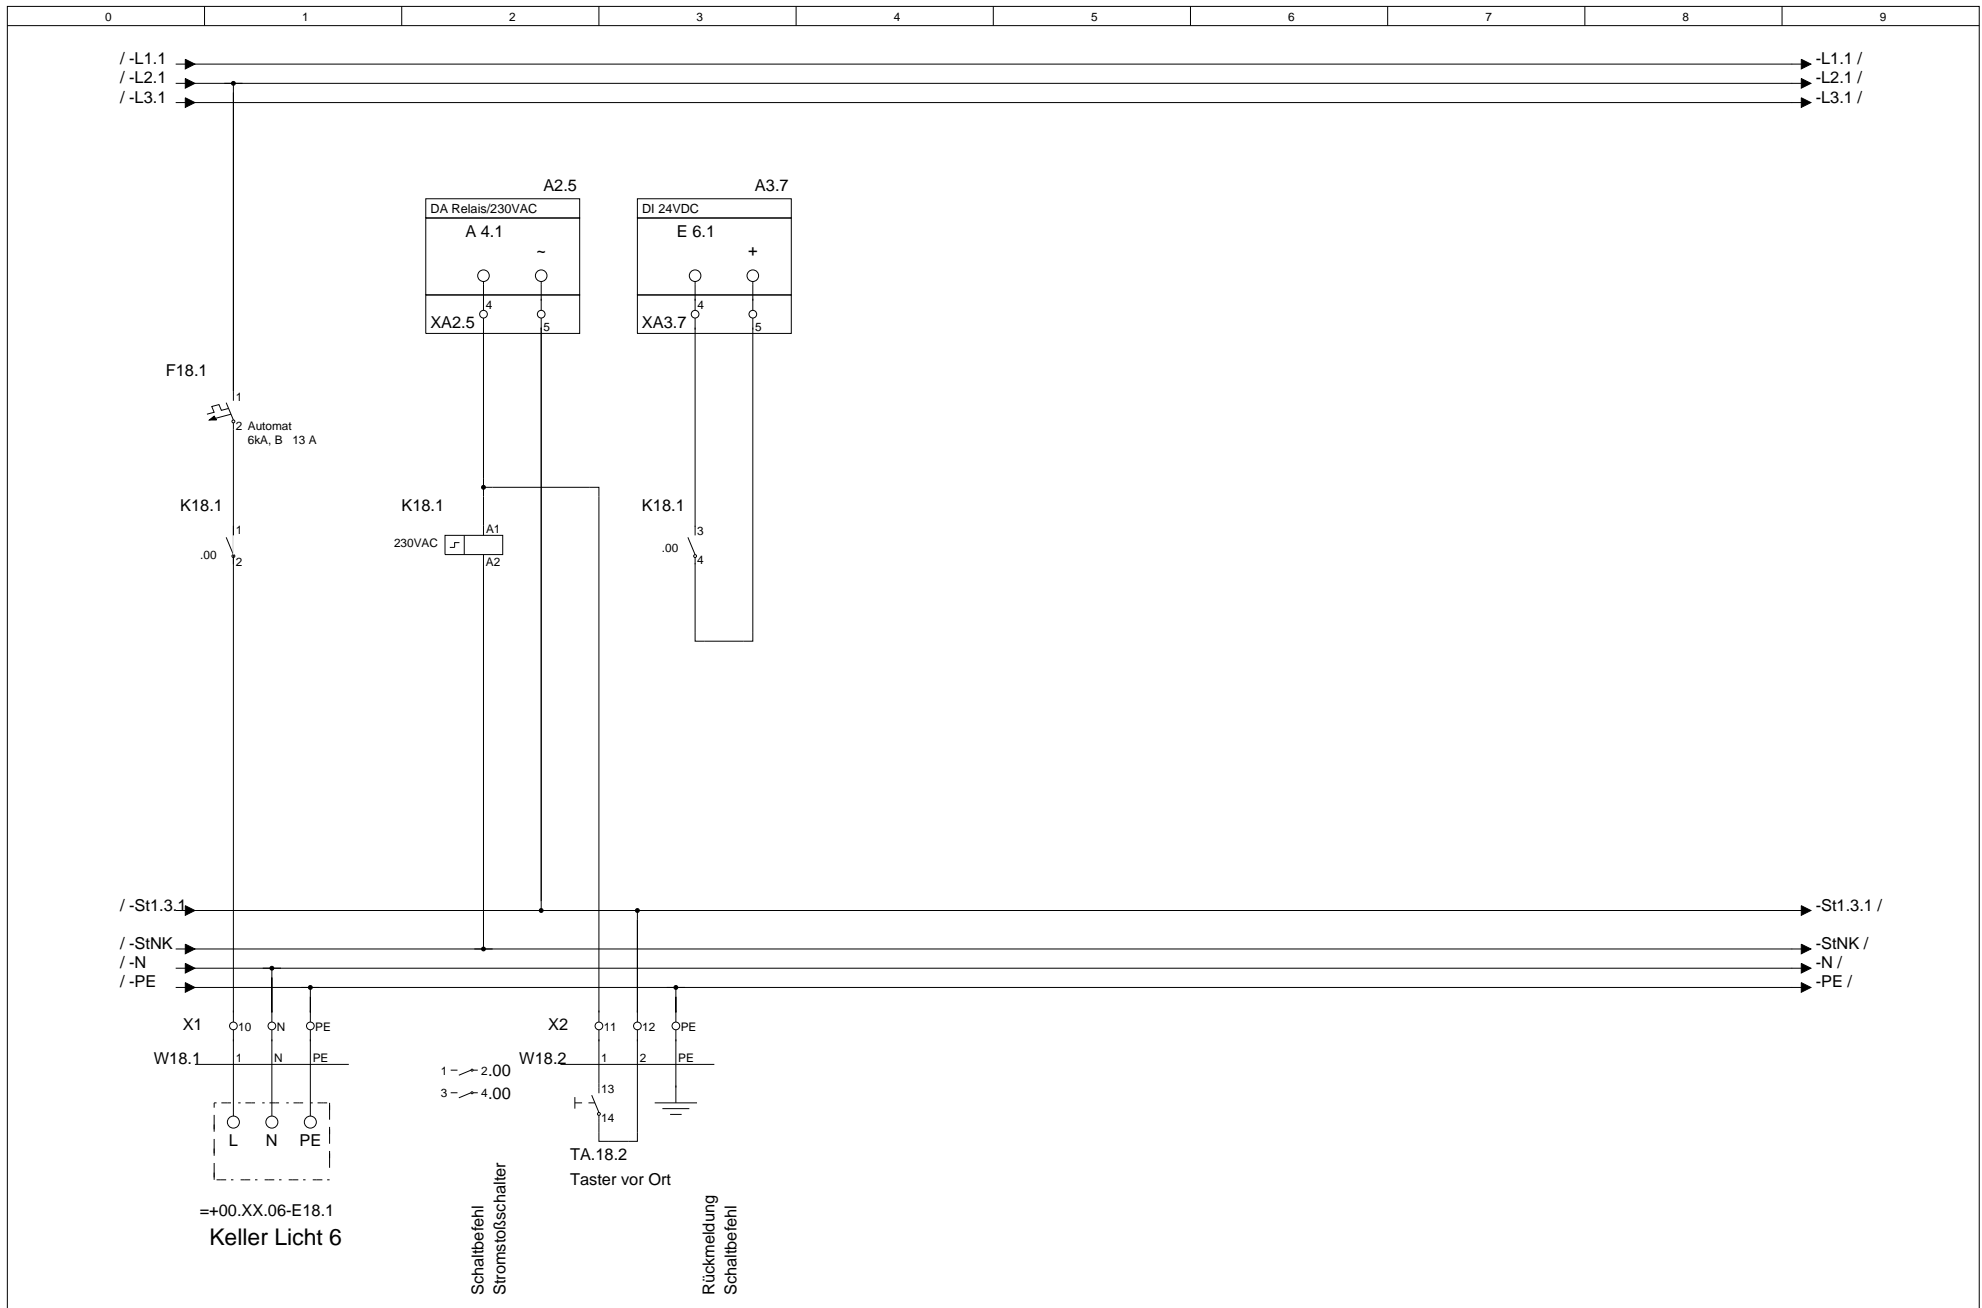 0 1 2 3 4 5 6 7 8 9
/ -L1.1 -L1.1 /
/ -L2.1 -L2.1 /
/ -L3.1 -L3.1 /
A2.5 A3.7
DA Relais/230VAC DI 24VDC
A 4.1 E 6.1
~ +
4 4
XA2.5 5 XA3.7 5
F18.1
1
2 Automat
6kA, B 13 A
K18.1 K18.1 K18.1
1 A1 3
230VAC .00
.00 2 A2 4
/ -St1.3.1 -St1.3.1 /
/ -StNK -StNK /
/ -N -N /
/ -PE -PE /
X1 10 N PE X2 11 12 PE
W18.1 1 N PE W18.2 1 2 PE
1 2.00
3 4.00
13
14
L N PE
TA.18.2
Taster vor Ort
=+00.XX.06-E18.1
Keller Licht 6
Schaltbefehl
Stromstoßschalter
Rückmeldung
Schaltbefehl